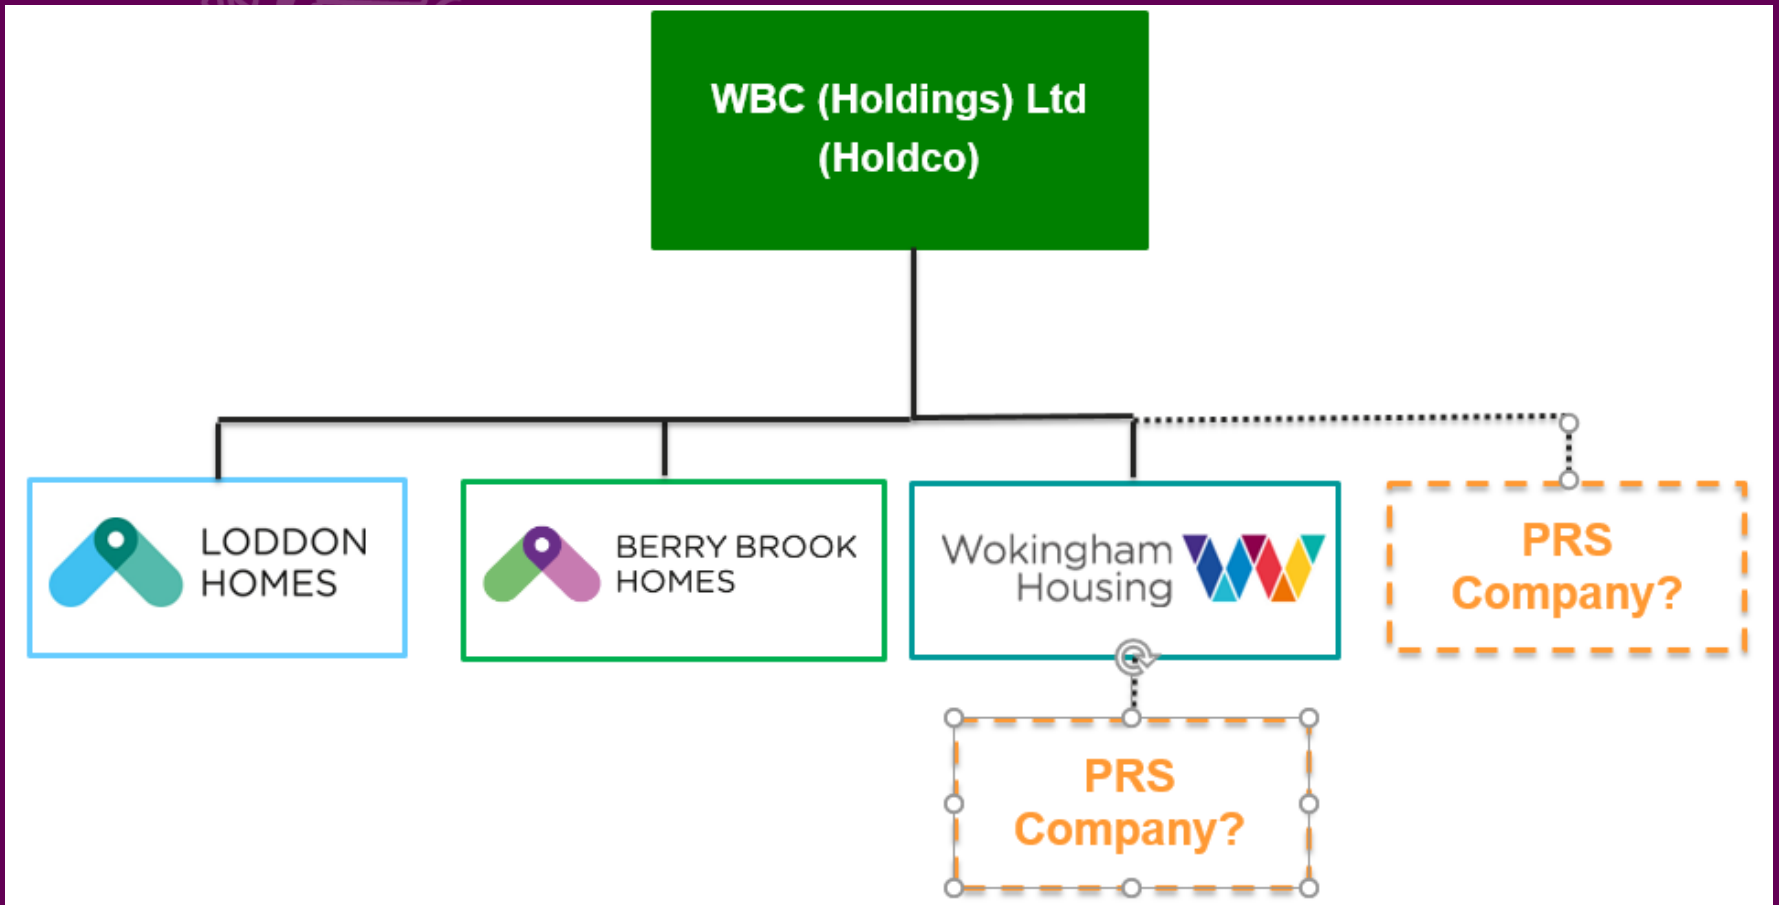 WBC (Holdings) Ltd
(Holdco)
LODDON
HOMES
BERRY BROOK
HOMES
Wokingham
Housing
PRS
Company?
PRS
Company?